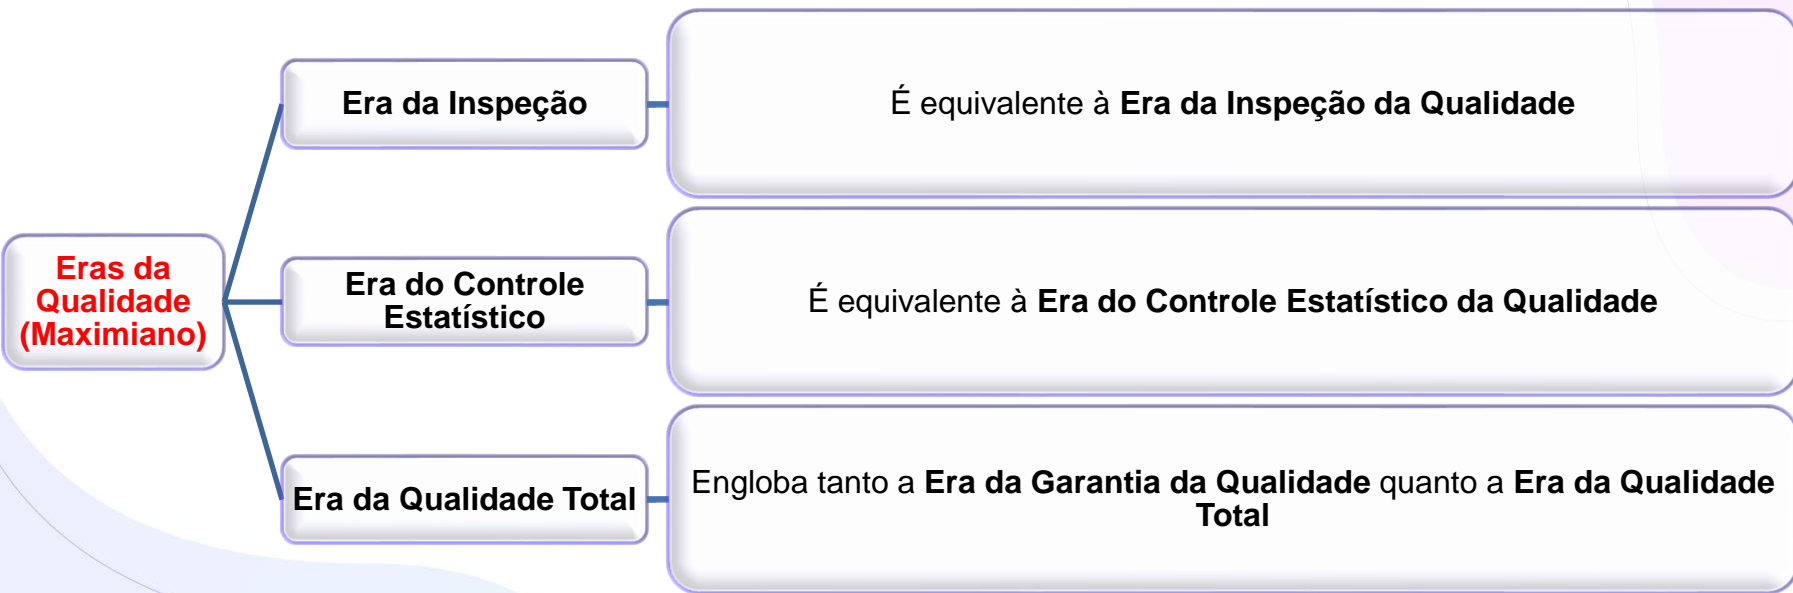 Eras da
Qualidade
(Maximiano)
Era da Inspeção
É equivalente à Era da Inspeção da Qualidade
Era do Controle
Estatístico
É equivalente à Era do Controle Estatístico da Qualidade
Era da Qualidade Total
Engloba tanto a Era da Garantia da Qualidade quanto a Era da Qualidade
Total